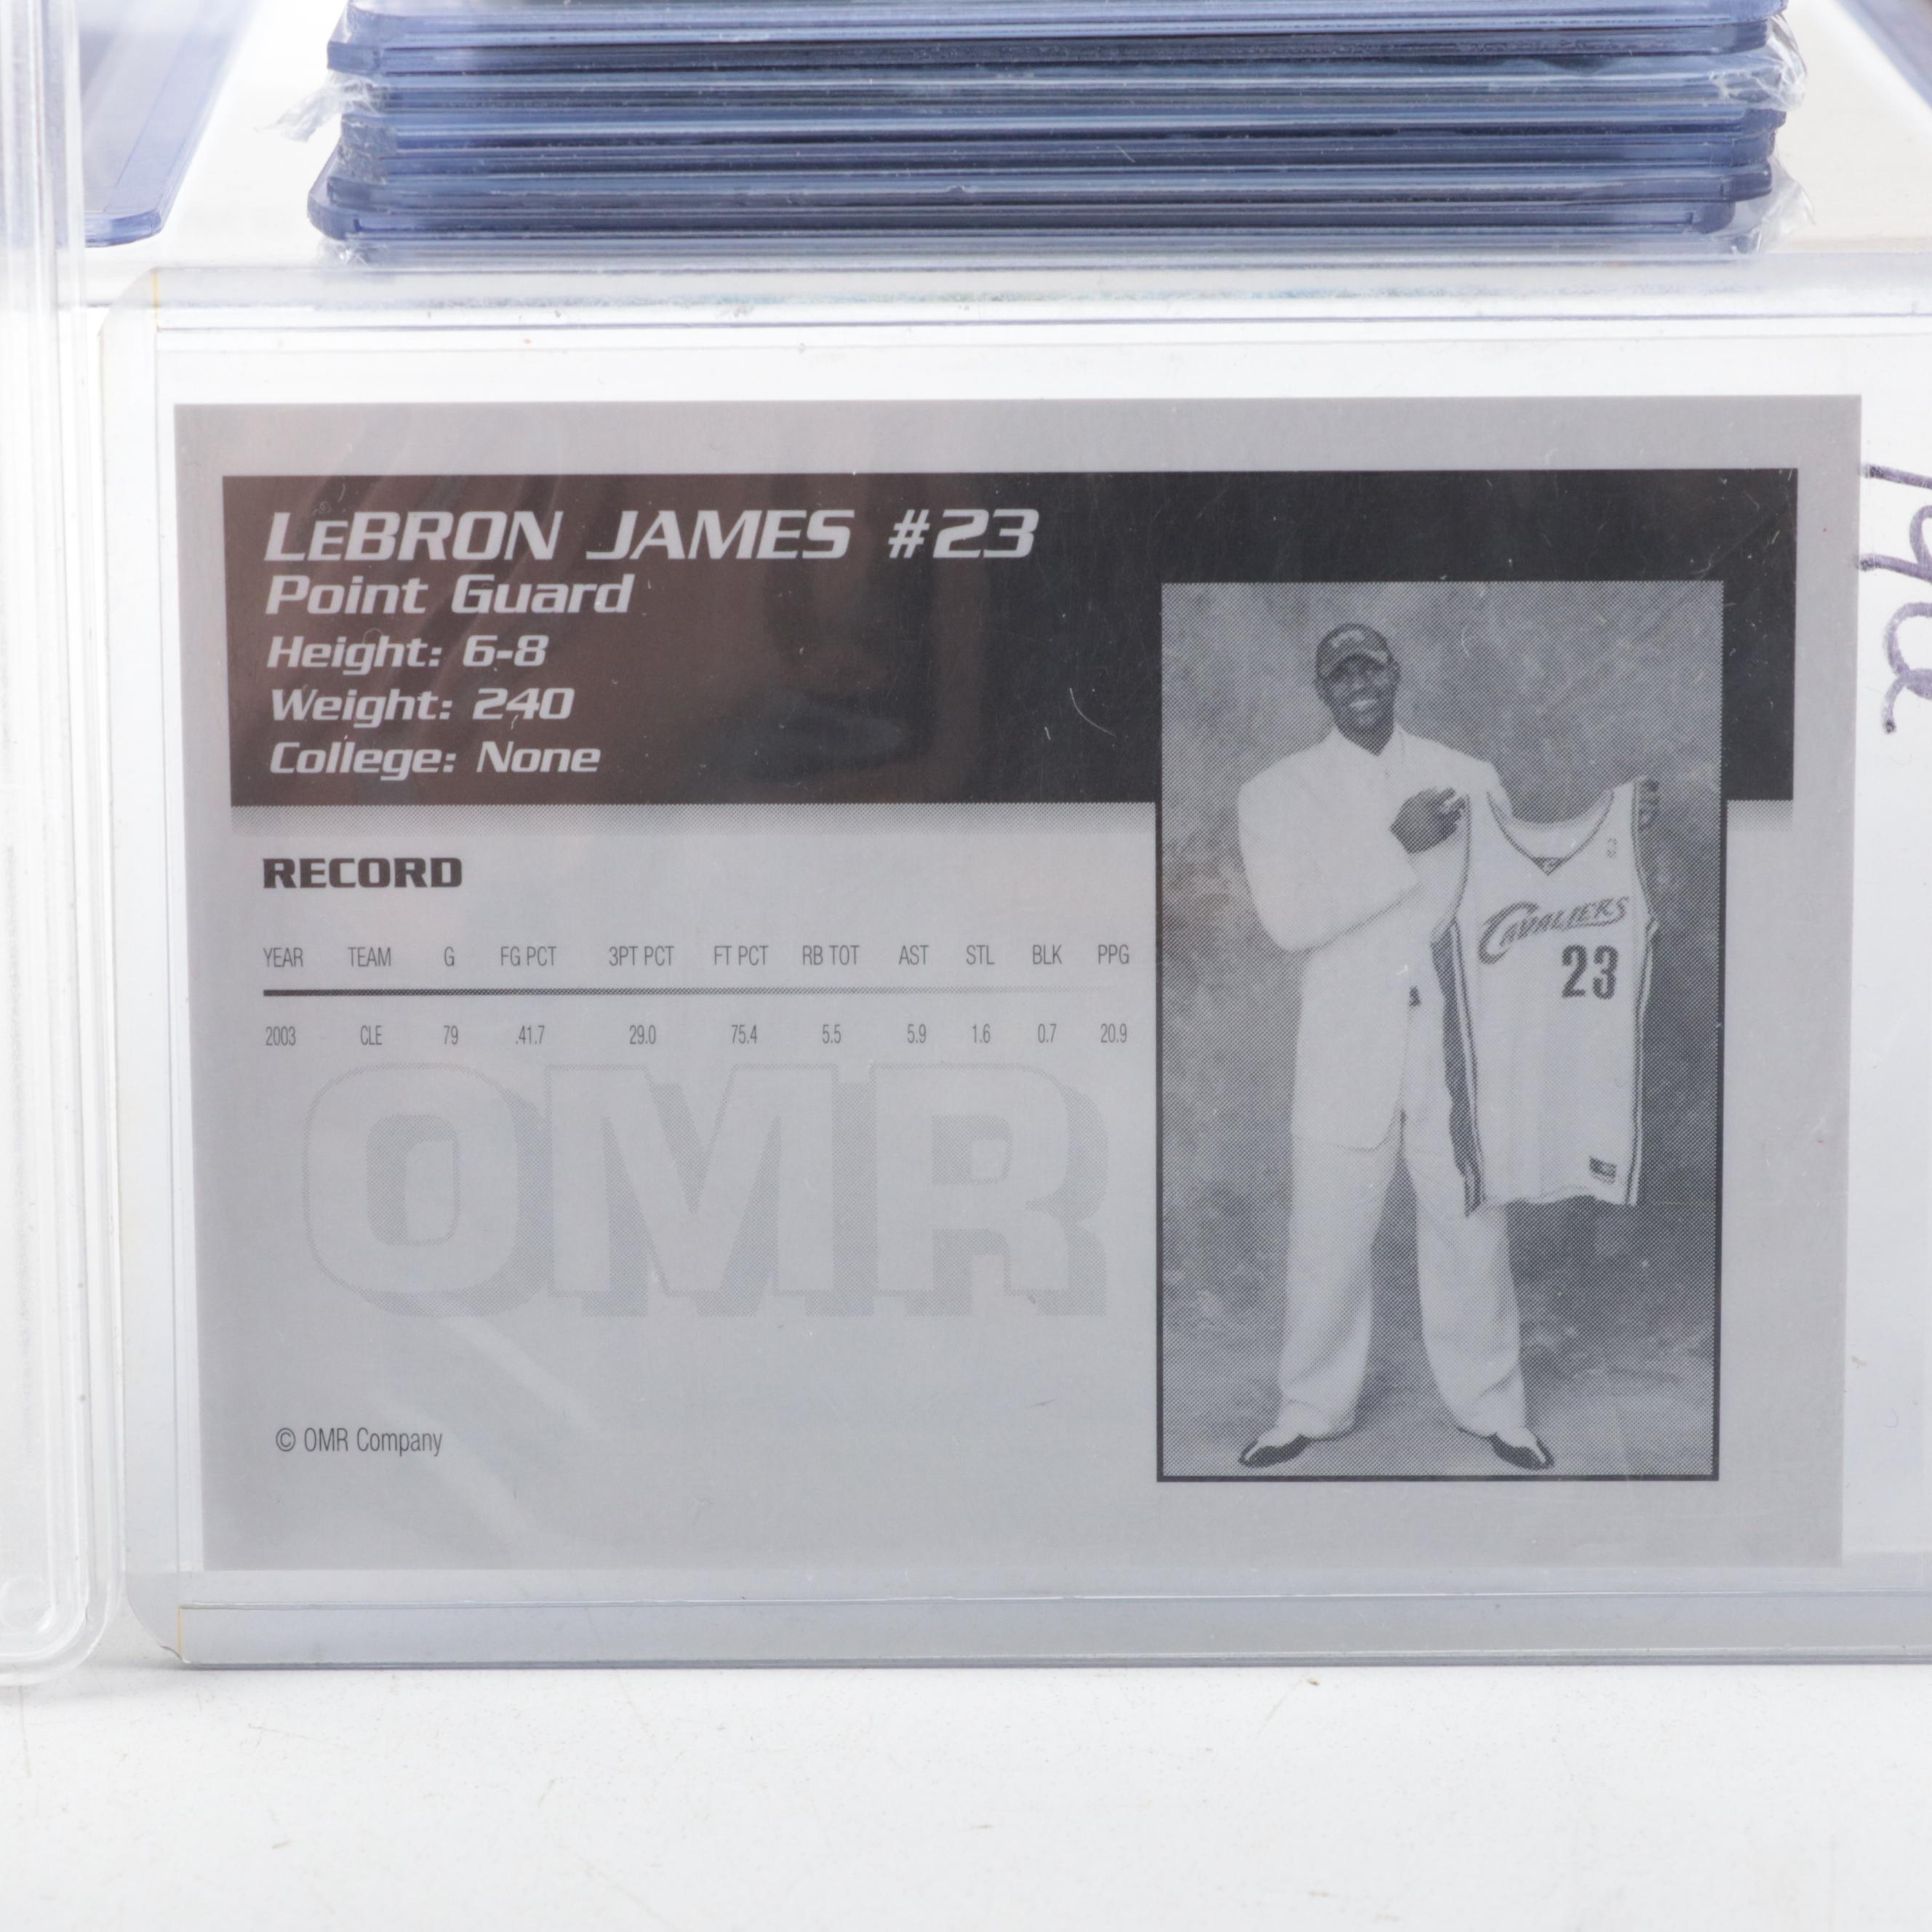 LeBRON JAMES #23
Point Guard
Height: 6-8
Weight: 240
College: None
RECORD
YEAR TEAM G FG PCT 3PT PCT FT PCT RB TOT AST STL BLK PPG
2003 CLE 79 .41.7 29.0 75.4 5.5 5.9 1.6 0.7 20.9
OMR
© OMR Company
CAVALIERS
23